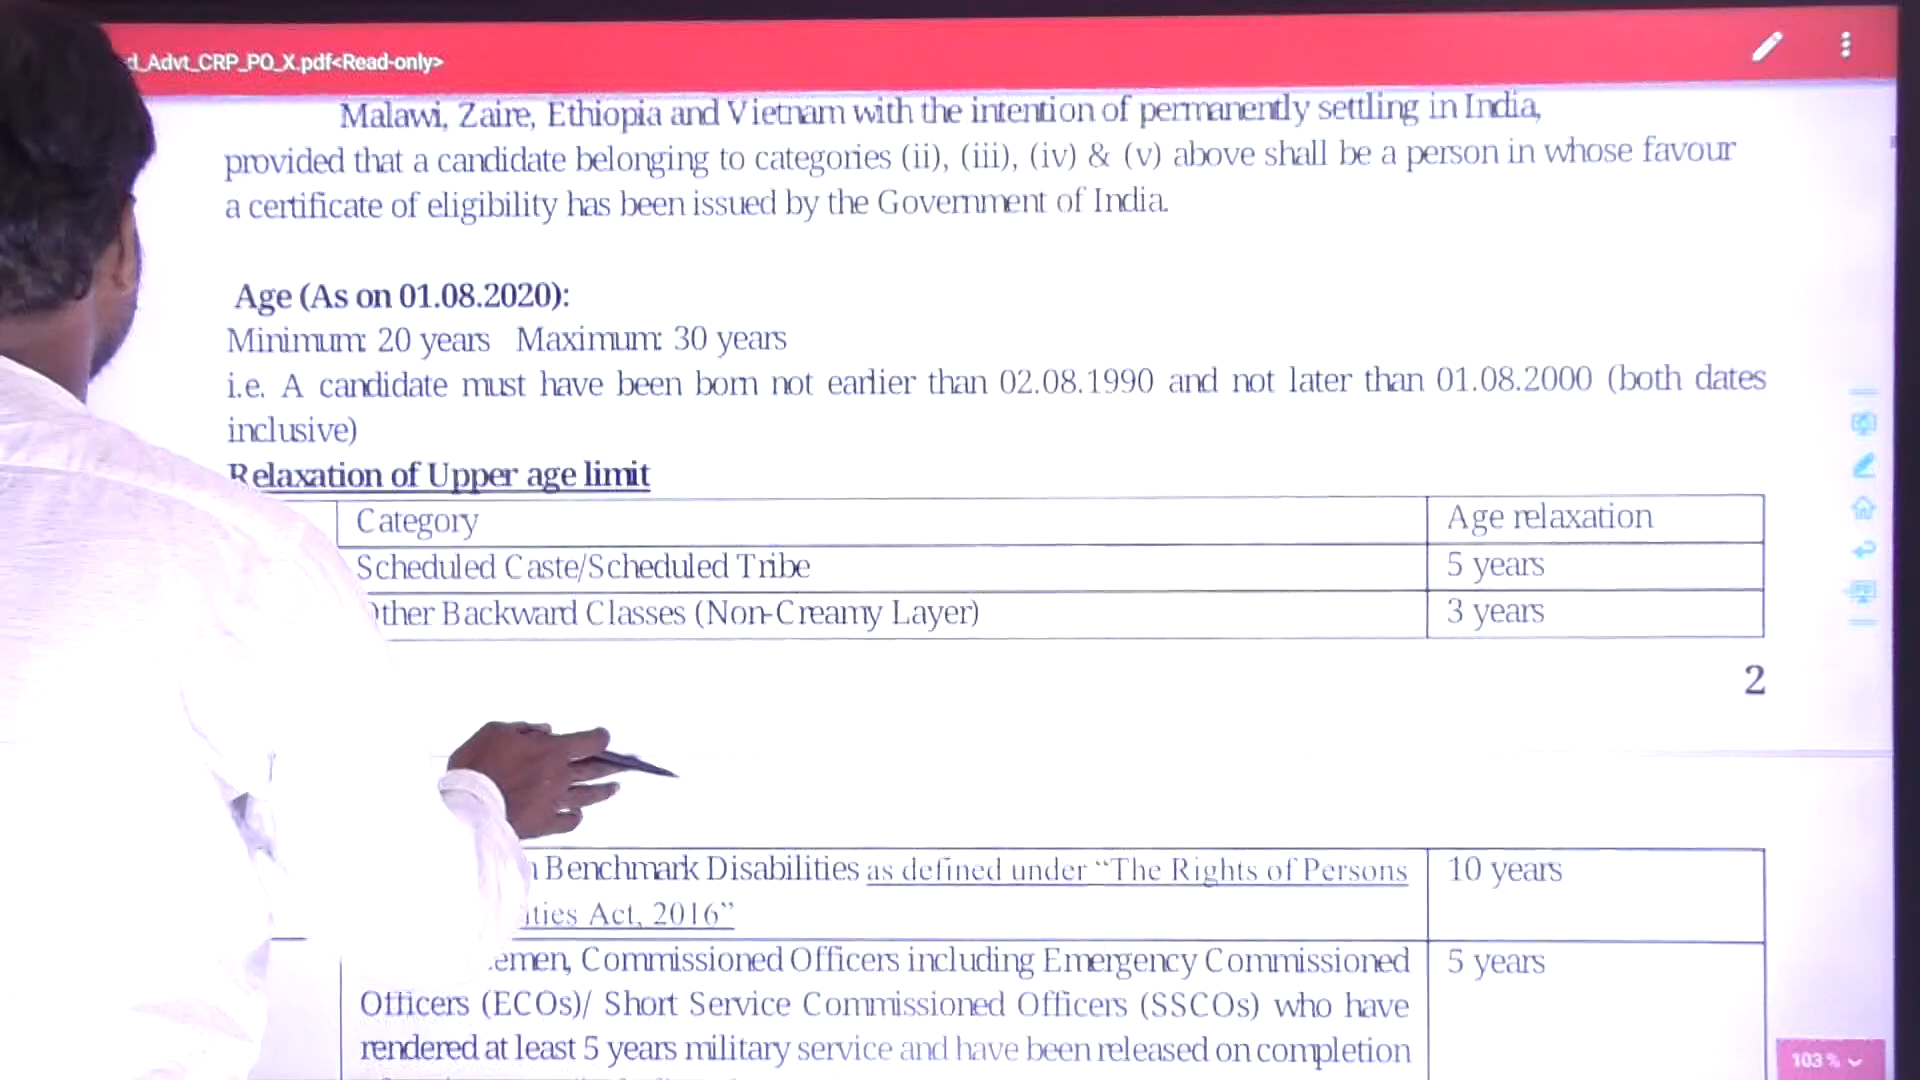 d_Advt_CRP_PO_X.pdf<Read-only>
Malawi, Zaire, Ethiopia and Vietnam with the intention of permanently settling in India,
provided that a candidate belonging to categories (ii), (iii), (iv) & (v) above shall be a person in whose favour
a certificate of eligibility has been issued by the Government of India.
Age (As on 01.08.2020):
Minimum: 20 years Maximum: 30 years
i.e. A candidate must have been born not earlier than 02.08.1990 and not later than 01.08.2000 (both dates
inclusive)
Relaxation of Upper age limit
Category Age relaxation
Scheduled Caste/Scheduled Tribe 5 years
Other Backward Classes (Non-Creamy Layer) 3 years
2
Benchmark Disabilities as defined under “The Rights of Persons 10 years
ities Act, 2016”
emen, Commissioned Officers including Emergency Commissioned 5 years
Officers (ECOs)/ Short Service Commissioned Officers (SSCOs) who have
rendered at least 5 years military service and have been released on completion
103 %